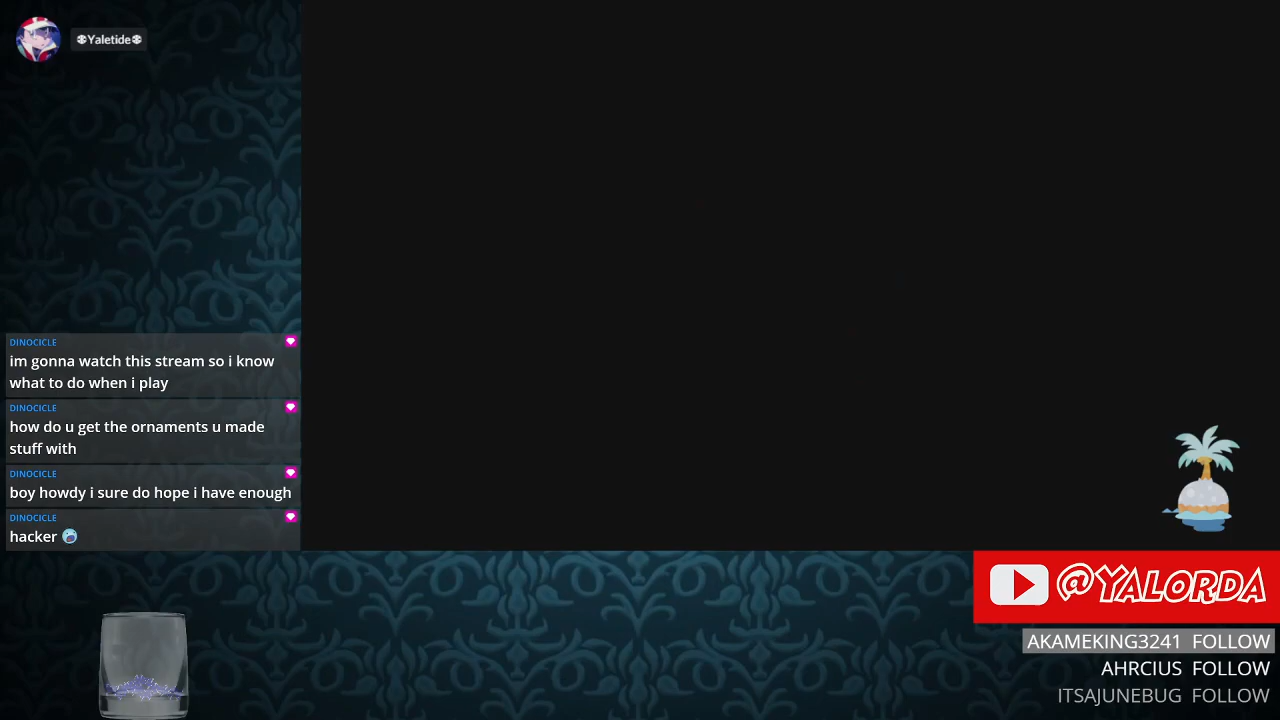 Yaletide
DINOCICLE
im gonna watch this stream so i know
what to do when i play
DINOCICLE
how do u get the ornaments u made
stuff with
DINOCICLE
boy howdy i sure do hope i have enough
DINOCICLE
hacker
@YALORDA
AKAMEKING3241 FOLLOW
AHRCIUS FOLLOW
ITSAJUNEBUG FOLLOW